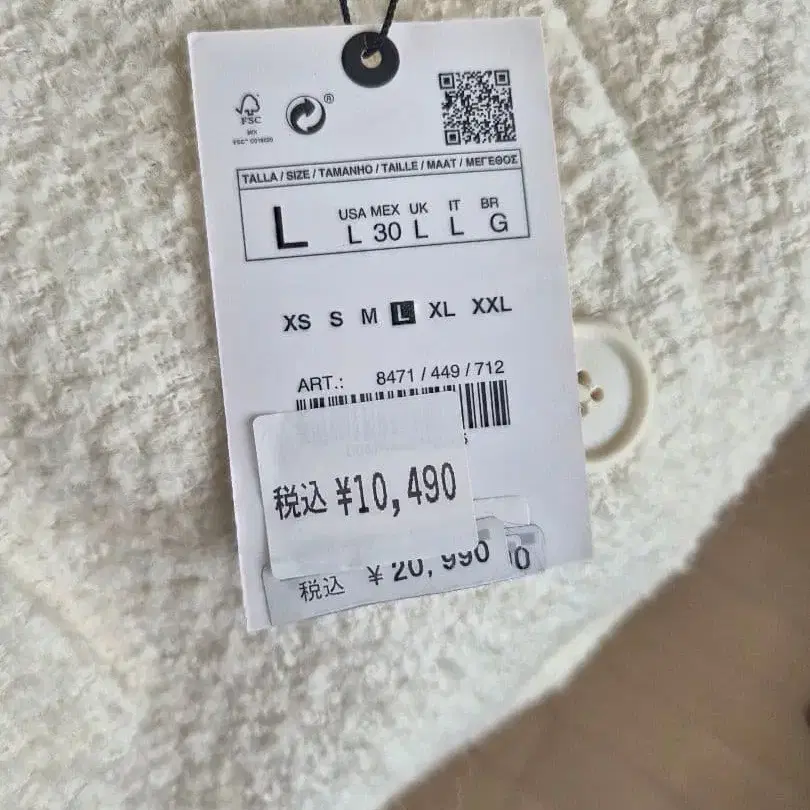 FSC
MIX
TALLA / SIZE / TAMANHO / TAILLE / MAAT / ΜΕΓΕΘΟΣ
L
USA MEX UK IT BR
L 30 L L G
XS S M L XL XXL
ART.: 8471 / 449 / 712
税込 ¥10,490
税込 ¥ 20,990